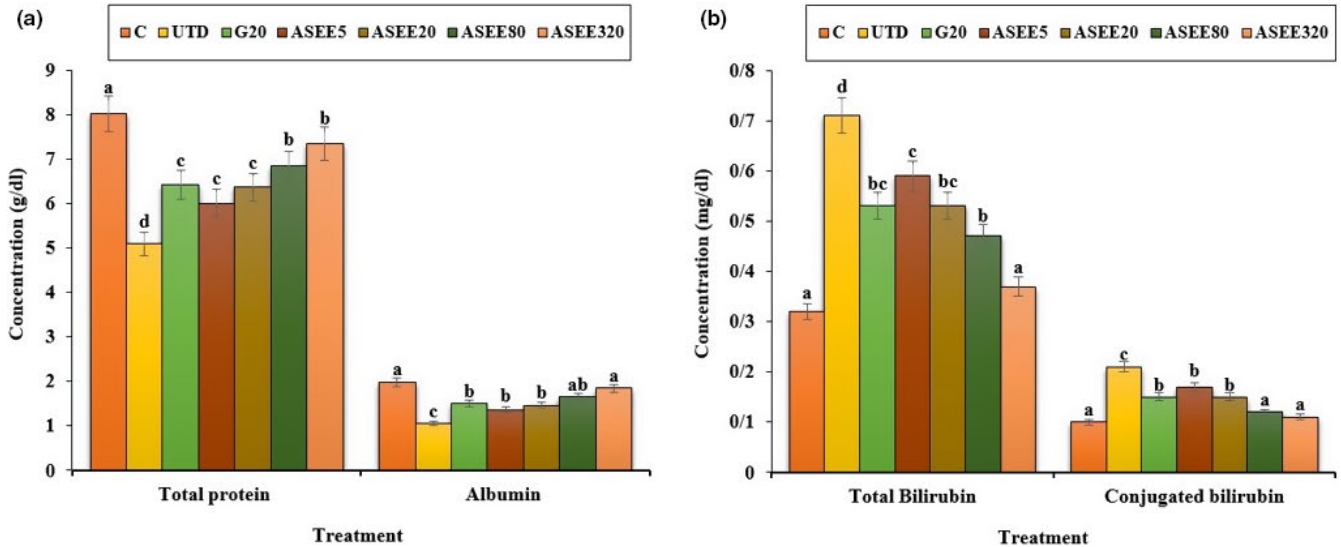 (a)
C UTD G20 ASEE5 ASEE20 ASEE80 ASEE320
9
8
7
6
5
4
3
2
1
0
Concentration (g/dl)
a
d
c
c
c
b
b
a
c
b
b
b
ab
a
Total protein Albumin
Treatment
(b)
C UTD G20 ASEE5 ASEE20 ASEE80 ASEE320
0/8
0/7
0/6
0/5
0/4
0/3
0/2
0/1
0
Concentration (mg/dl)
a
d
bc
c
bc
b
a
a
c
b
b
b
a
a
Total Bilirubin Conjugated bilirubin
Treatment